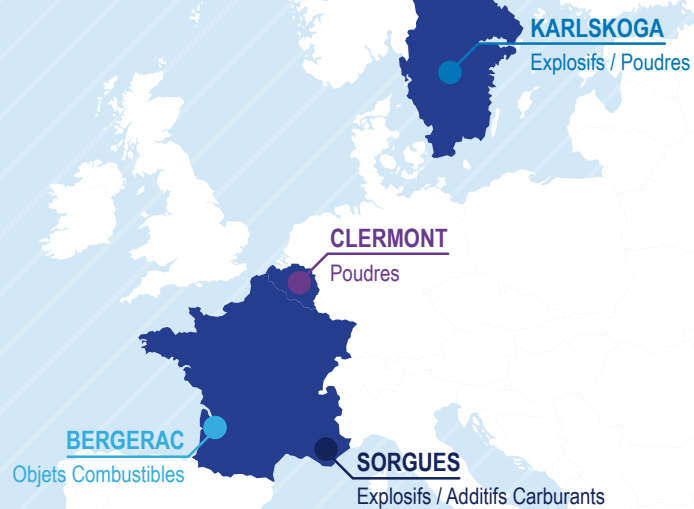 KARLSKOGA
Explosifs / Poudres
CLERMONT
Poudres
BERGERAC
Objets Combustibles
SORGUES
Explosifs / Additifs Carburants